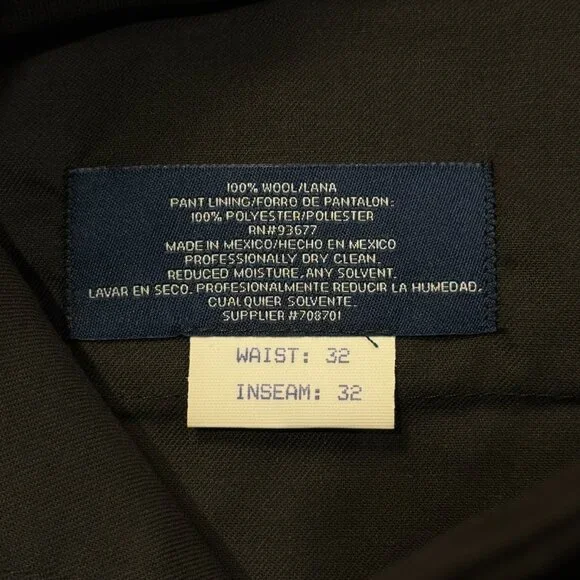 100% WOOL/LANA
PANT LINING/FORRO DE PANTALON:
100% POLYESTER/POLIESTER
RN#93677
MADE IN MEXICO/HECHO EN MEXICO
PROFESSIONALLY DRY CLEAN.
REDUCED MOISTURE, ANY SOLVENT.
LAVAR EN SECO. PROFESIONALMENTE REDUCIR LA HUMEDAD.
CUALQUIER SOLVENTE.
SUPPLIER #708701
WAIST: 32
INSEAM: 32